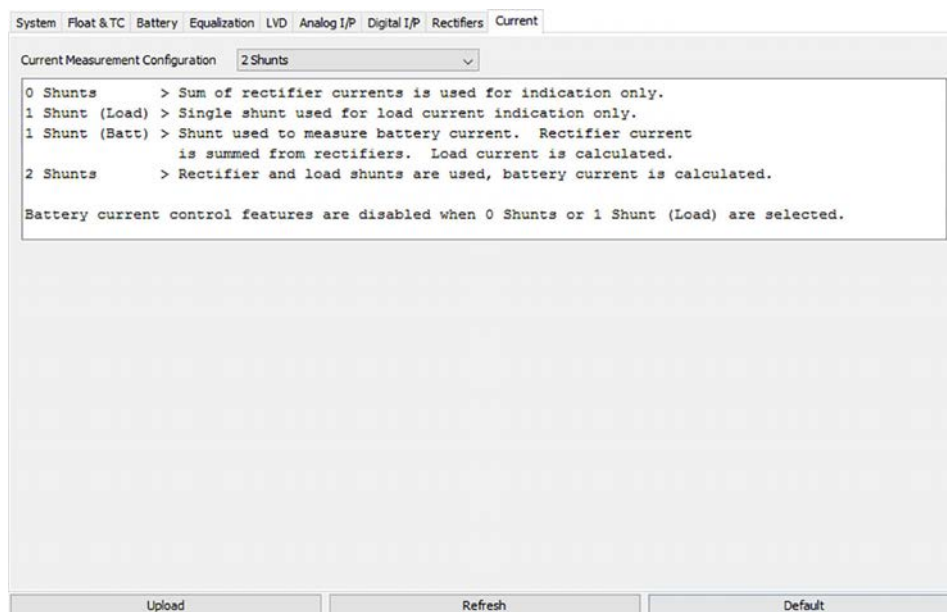 System Float & TC Battery Equalization LVD Analog I/P Digital I/P Rectifiers Current
Current Measurement Configuration 2 Shunts
0 Shunts > Sum of rectifier currents is used for indication only.
1 Shunt (Load) > Single shunt used for load current indication only.
1 Shunt (Batt) > Shunt used to measure battery current. Rectifier current
is summed from rectifiers. Load current is calculated.
2 Shunts > Rectifier and load shunts are used, battery current is calculated.
Battery current control features are disabled when 0 Shunts or 1 Shunt (Load) are selected.
Upload Refresh Default